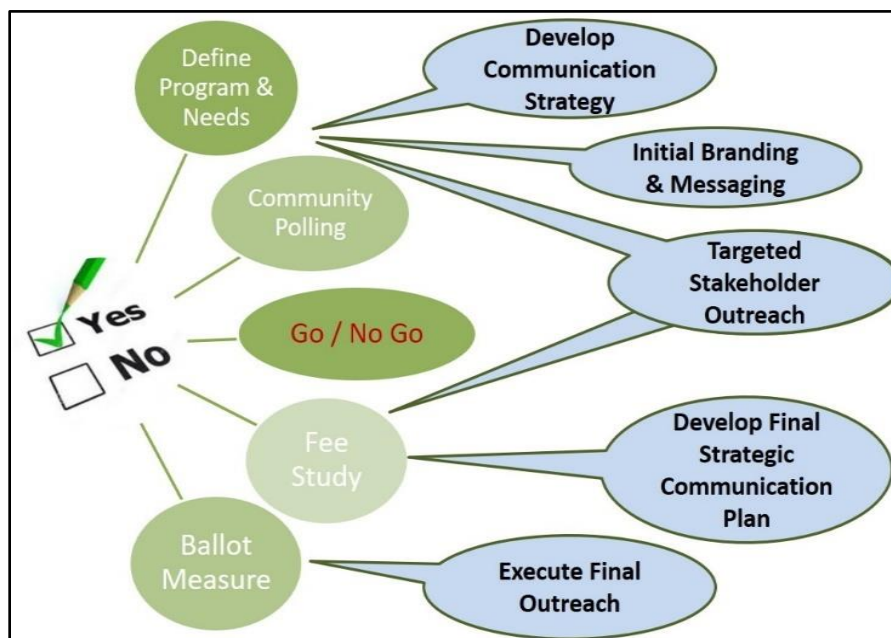 Define
Program &
Needs
Develop
Communication
Strategy
Initial Branding
& Messaging
Community
Polling
Targeted
Stakeholder
Outreach
Yes
No
Go / No Go
Fee
Study
Develop Final
Strategic
Communication
Plan
Ballot
Measure
Execute Final
Outreach